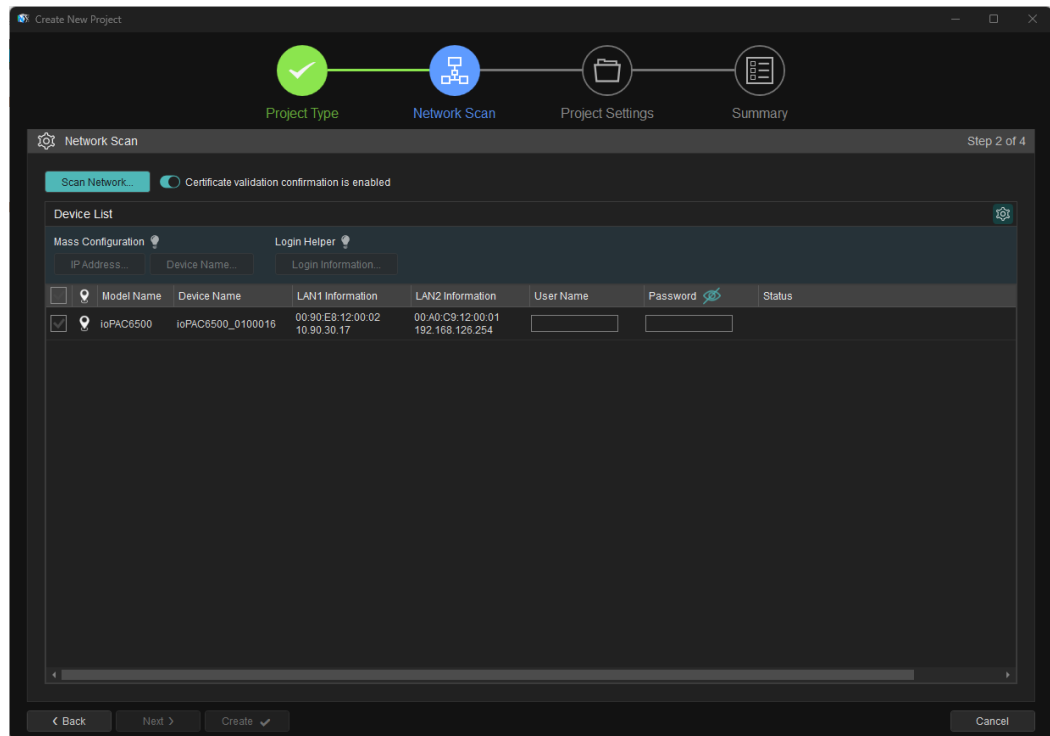 Create New Project
Project Type
Network Scan
Project Settings
Summary
Network Scan
Step 2 of 4
Scan Network...
Certificate validation confirmation is enabled
Device List
Mass Configuration
Login Helper
IP Address...
Device Name...
Login Information...
Model Name
Device Name
LAN1 Information
LAN2 Information
User Name
Password
Status
ioPAC6500
ioPAC6500_0100016
00:90:E8:12:00:02
10.90.30.17
00:A0:C9:12:00:01
192.168.126.254
Back
Next
Create
Cancel